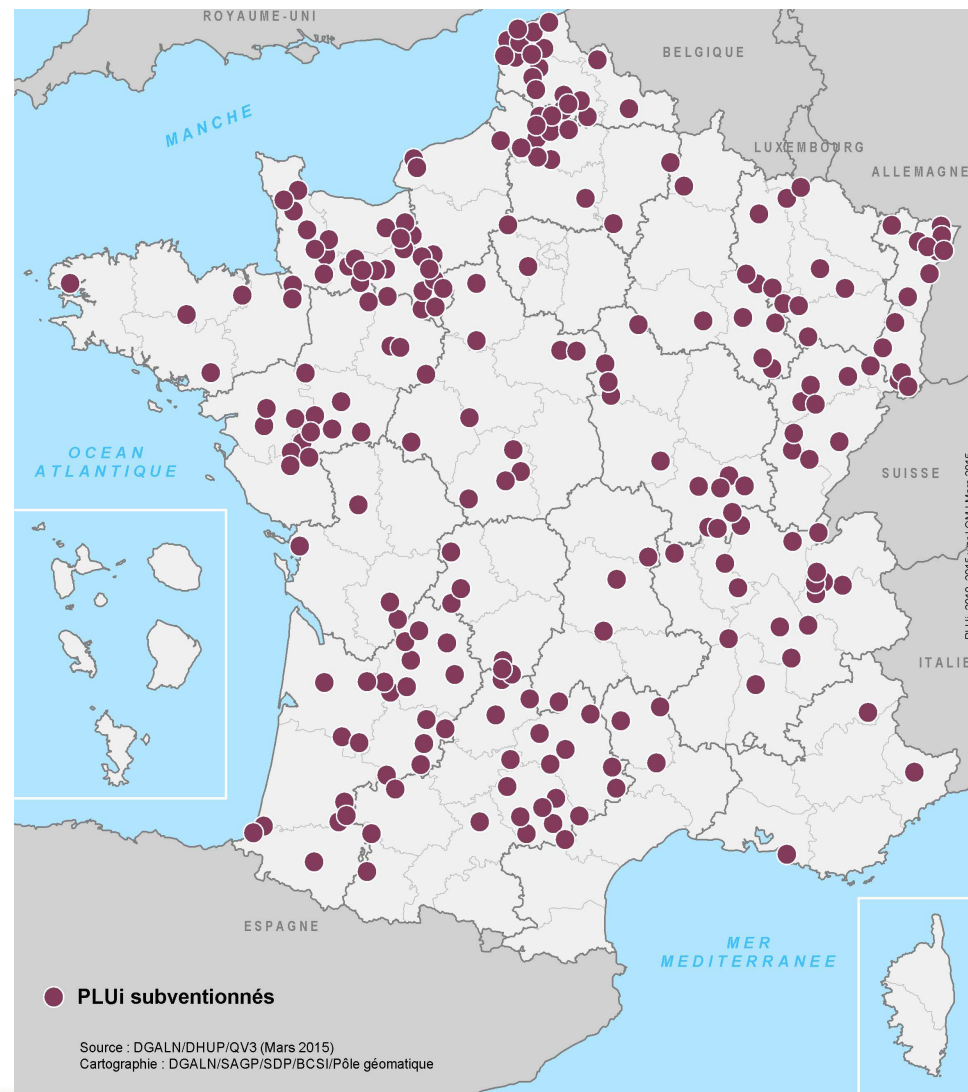 ROYAUME-UNI
BELGIQUE
MANCHE
LUXEMBOURG
ALLEMAGNE
OCEAN
ATLANTIQUE
SUISSE
ITALIE
ESPAGNE
MER
MEDITERRANEE
PLUi subventionnés
Source : DGALN/DHUP/QV3 (Mars 2015)
Cartographie : DGALN/SAGP/SDP/BCSI/Pôle géomatique